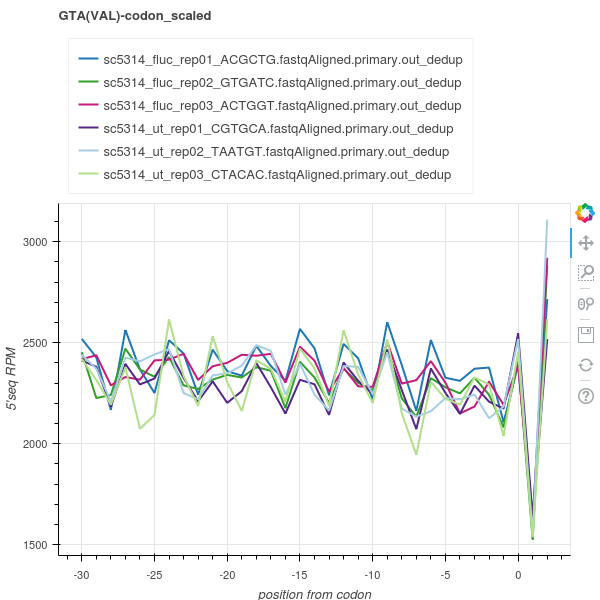 GTA(VAL)-codon_scaled
sc5314_fluc_rep01_ACGCTG.fastqAligned.primary.out_dedup
sc5314_fluc_rep02_GTGATC.fastqAligned.primary.out_dedup
sc5314_fluc_rep03_ACTGGT.fastqAligned.primary.out_dedup
sc5314_ut_rep01_CGTGCA.fastqAligned.primary.out_dedup
sc5314_ut_rep02_TAATGT.fastqAligned.primary.out_dedup
sc5314_ut_rep03_CTACAC.fastqAligned.primary.out_dedup
5'seq RPM
3000
2500
2000
1500
-30 -25 -20 -15 -10 -5 0
position from codon